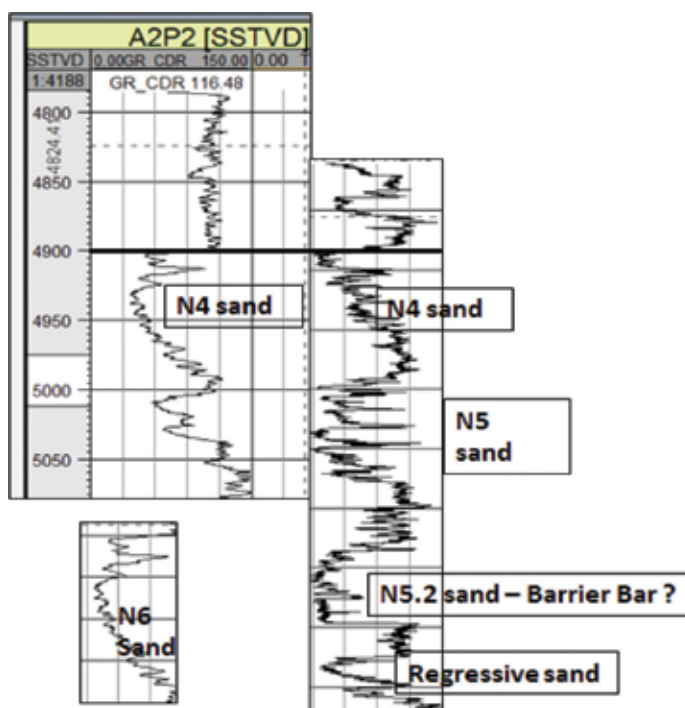 A2P2 [SSTVD]
SSTVD 0.00 GR_CDR 150.00 0.00 T
1:4188 GR_CDR 116.48
4800
4824.41
4850
4900
4950
5000
5050
N4 sand
N4 sand
N5
sand
N5.2 sand – Barrier Bar ?
N6
Sand
Regressive sand